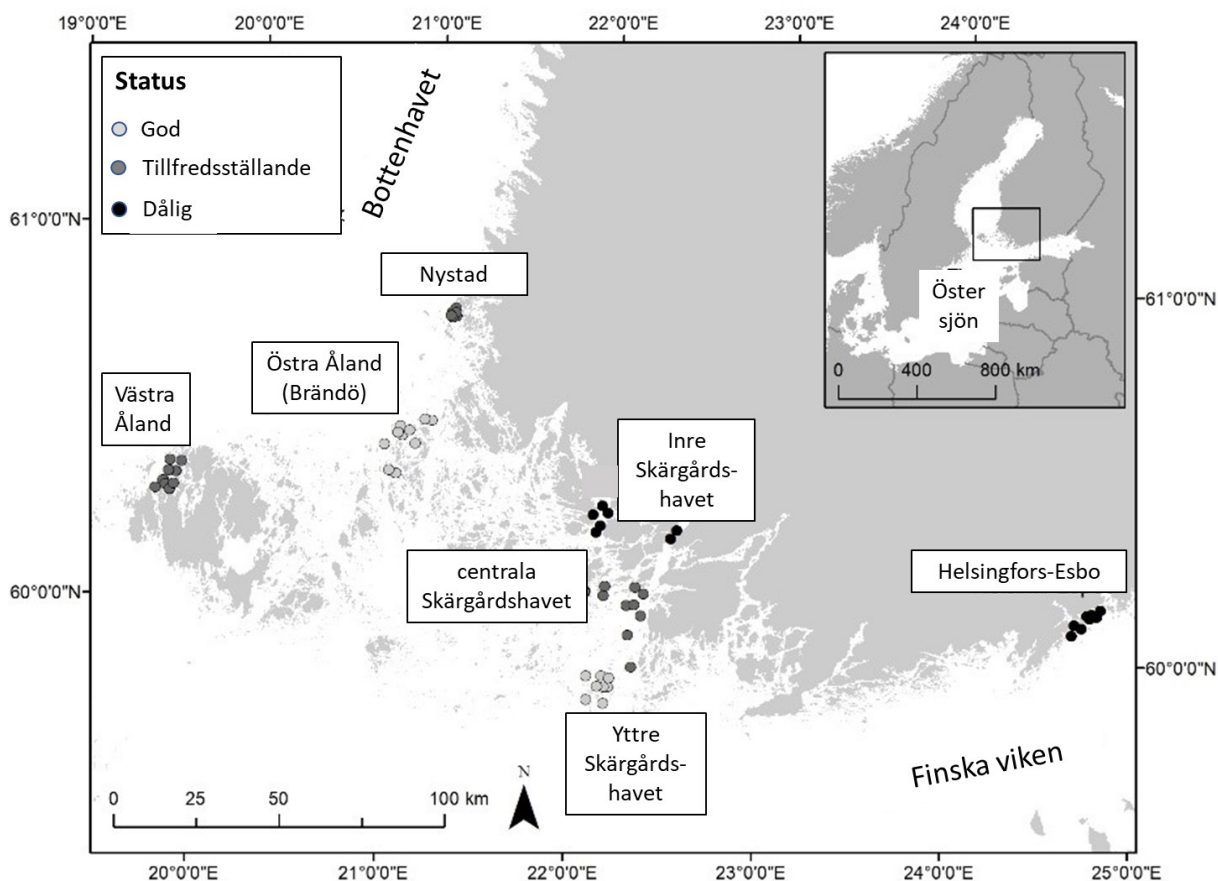 19°0'0"E
20°0'0"E
21°0'0"E
22°0'0"E
23°0'0"E
24°0'0"E
Status
God
Tillfredsställande
Dålig
Bottenhavet
61°0'0"N
61°0'0"N
Öster
sjön
0
400
800 km
Nystad
Östra Åland
(Brändö)
Västra
Åland
Inre
Skärgårds-
havet
centrala
Skärgårdshavet
Helsingfors-Esbo
60°0'0"N
60°0'0"N
Yttre
Skärgårds-
havet
Finska viken
N
0
25
50
100 km
20°0'0"E
21°0'0"E
22°0'0"E
23°0'0"E
24°0'0"E
25°0'0"E